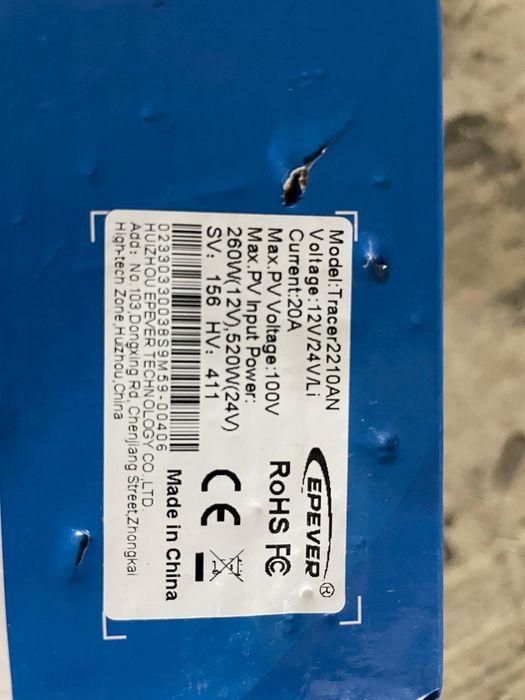 Model:Tracer2210AN
Voltage:12V/24V/Li
Current:20A
Max.PV Voltage:100V
Max.PV Input Power:
260W(12V),520W(24V)
SV: 156 HV: 411
EPEVER®
RoHS FC
CE
02330330038S9M59-00406
Made in China
HUIZHOU EPEVER TECHNOLOGY CO.,LTD.
Add: No.103,Dongxing Rd, Chenjiang Street,Zhongkai
High-tech Zone,Huzhou,China